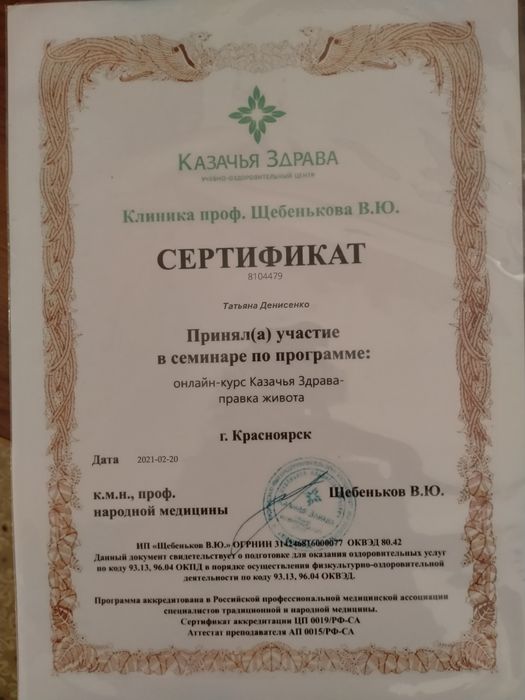 КАЗАЧЬЯ ЗДРАВА
УЧЕБНО-ОЗДОРОВИТЕЛЬНЫЙ ЦЕНТР
Клиника проф. Щебенькова В.Ю.
СЕРТИФИКАТ
8104479
Татьяна Денисенко
Принял(а) участие
в семинаре по программе:
онлайн-курс Казачья Здрава-
правка живота
г. Красноярск
Дата 2021-02-20
к.м.н., проф. Щебеньков В.Ю.
народной медицины
ИП «Щебеньков В.Ю.» ОГРНИП 314246816000077 ОКВЭД 80.42
Данный документ свидетельствует о подготовке для оказания оздоровительных услуг
по коду 93.13, 96.04 ОКПД в порядке осуществления физкультурно-оздоровительной
деятельности по коду 93.13, 96.04 ОКВЭД.
Программа аккредитована в Российской профессиональной медицинской ассоциации
специалистов традиционной и народной медицины.
Сертификат аккредитации ЦП 0019/РФ-СА
Аттестат преподавателя АП 0015/РФ-СА